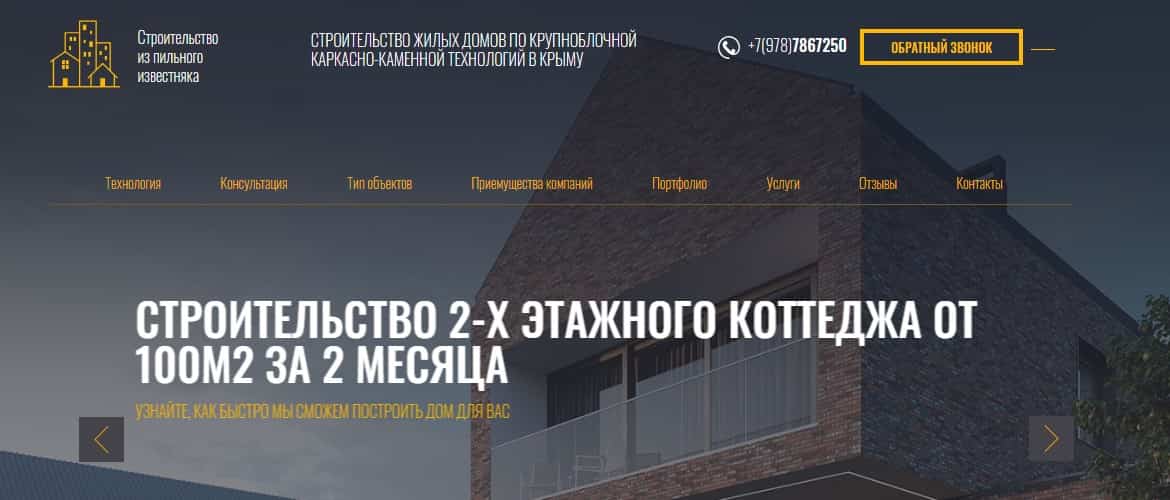 Строительство
из пильного
известняка
СТРОИТЕЛЬСТВО ЖИЛЫХ ДОМОВ ПО КРУПНОБЛОЧНОЙ
КАРКАСНО-КАМЕННОЙ ТЕХНОЛОГИЙ В КРЫМУ
+7(978)7867250
ОБРАТНЫЙ ЗВОНОК
Технология Консультация Тип объектов Приемущества компаний Портфолио Услуги Отзывы Контакты
СТРОИТЕЛЬСТВО 2-Х ЭТАЖНОГО КОТТЕДЖА ОТ
100М2 ЗА 2 МЕСЯЦА
УЗНАЙТЕ, КАК БЫСТРО МЫ СМОЖЕМ ПОСТРОИТЬ ДОМ ДЛЯ ВАС